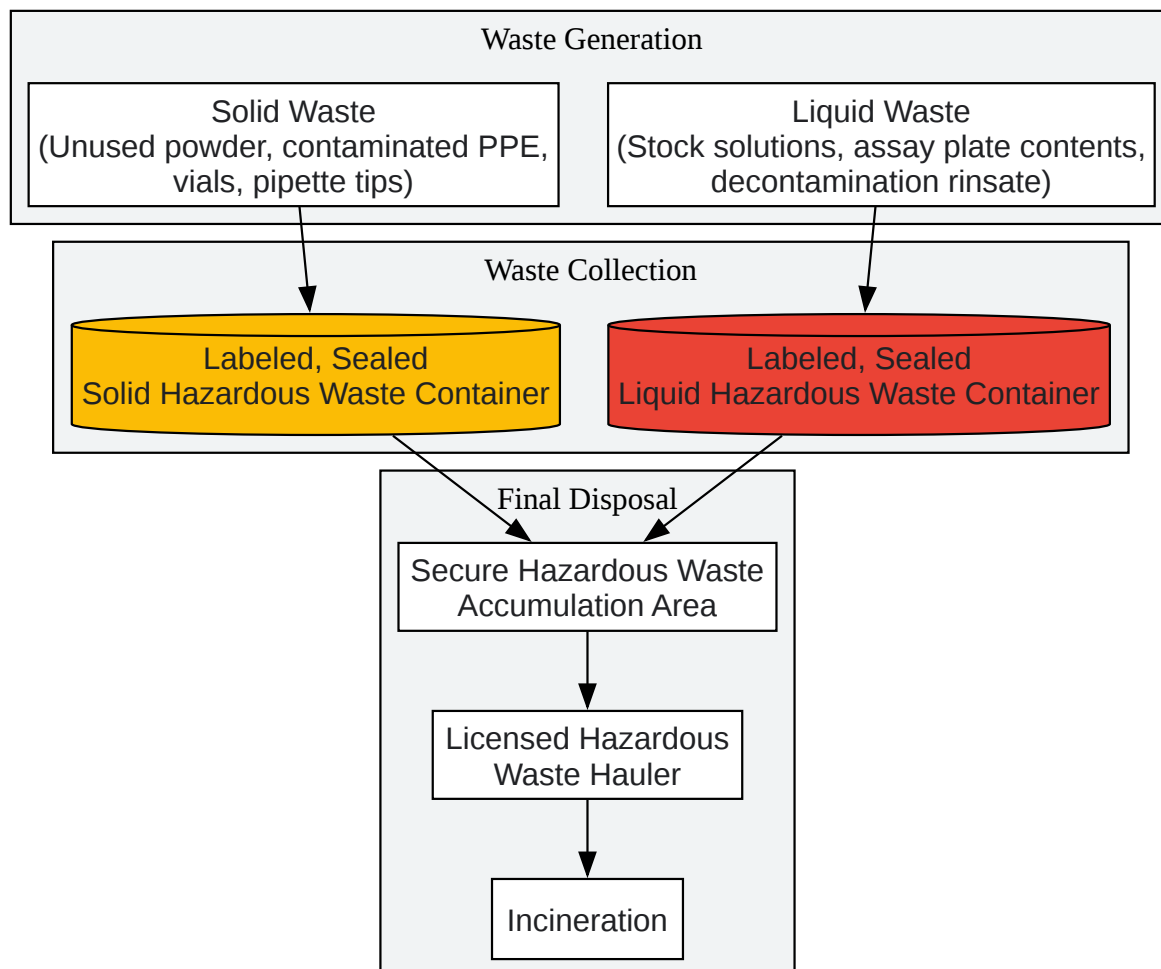 Waste Generation
Solid Waste
(Unused powder, contaminated PPE,
vials, pipette tips)
Liquid Waste
(Stock solutions, assay plate contents,
decontamination rinsate)
Waste Collection
Labeled, Sealed
Solid Hazardous Waste Container
Labeled, Sealed
Liquid Hazardous Waste Container
Final Disposal
Secure Hazardous Waste
Accumulation Area
Licensed Hazardous
Waste Hauler
Incineration